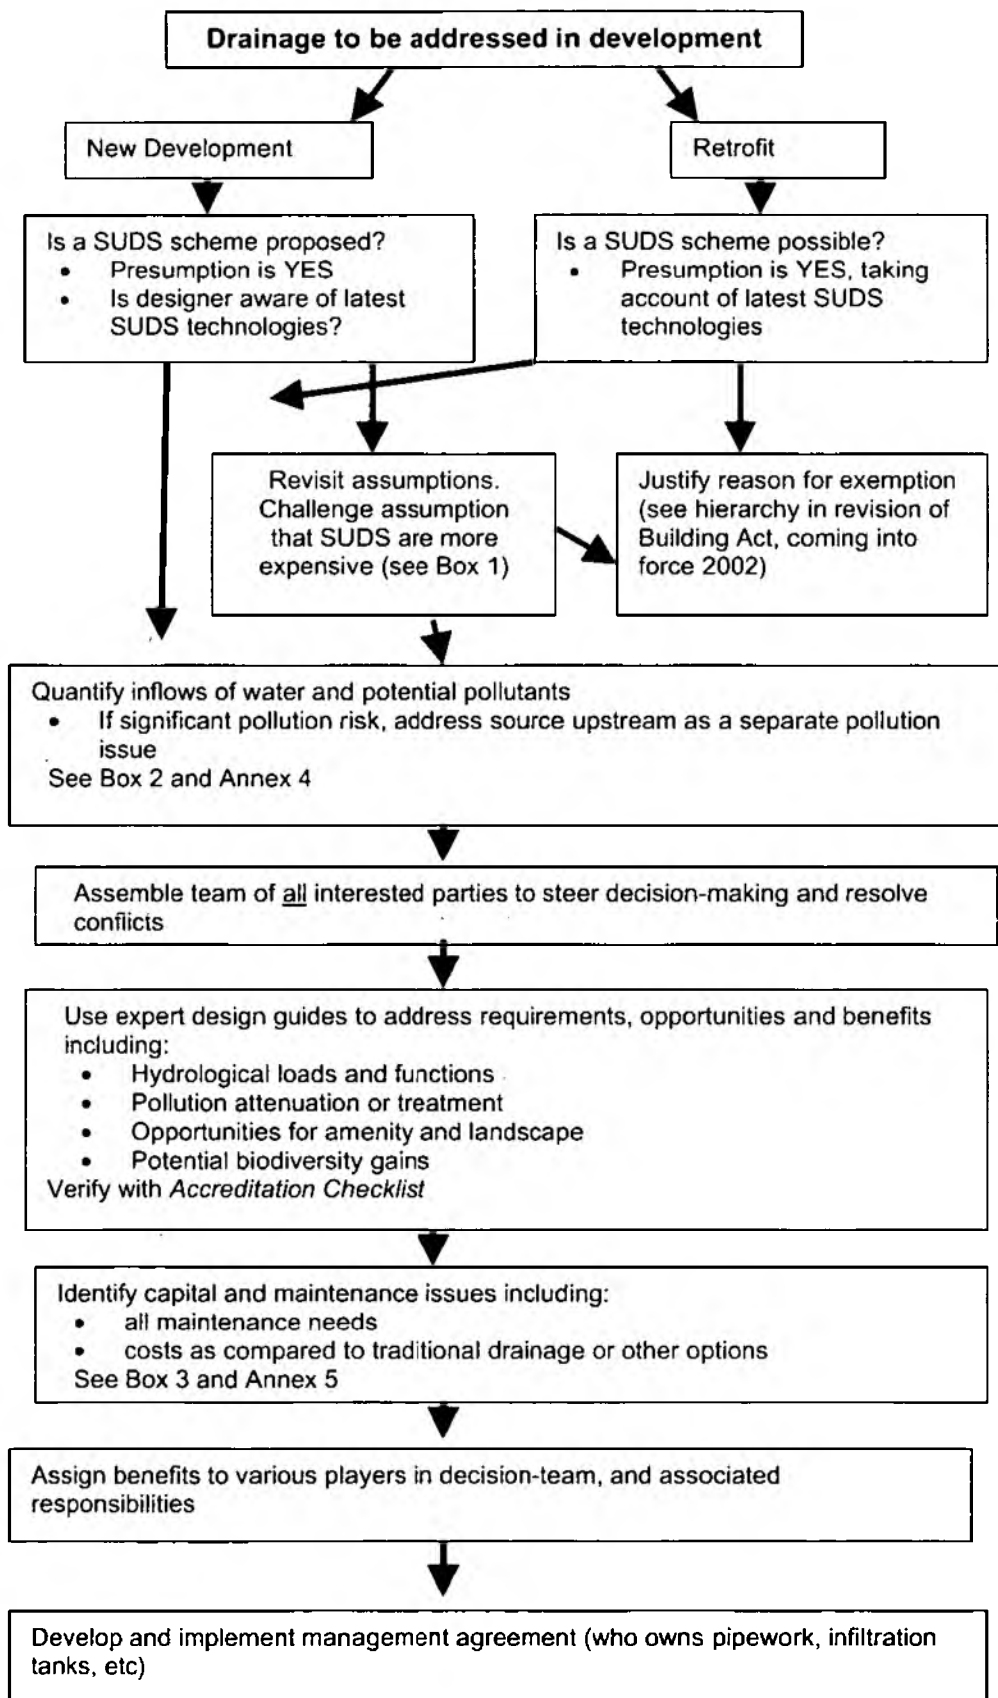 Drainage to be addressed in development
New Development
Retrofit
Is a SUDS scheme proposed?
• Presumption is YES
• Is designer aware of latest
SUDS technologies?
Is a SUDS scheme possible?
• Presumption is YES, taking
account of latest SUDS
technologies
Revisit assumptions.
Challenge assumption
that SUDS are more
expensive (see Box 1)
Justify reason for exemption
(see hierarchy in revision of
Building Act, coming into
force 2002)
Quantify inflows of water and potential pollutants
• If significant pollution risk, address source upstream as a separate pollution
issue
See Box 2 and Annex 4
Assemble team of all interested parties to steer decision-making and resolve
conflicts
Use expert design guides to address requirements, opportunities and benefits
including:
• Hydrological loads and functions
• Pollution attenuation or treatment
• Opportunities for amenity and landscape
• Potential biodiversity gains
Verify with Accreditation Checklist
Identify capital and maintenance issues including:
• all maintenance needs
• costs as compared to traditional drainage or other options
See Box 3 and Annex 5
Assign benefits to various players in decision-team, and associated
responsibilities
Develop and implement management agreement (who owns pipework, infiltration
tanks, etc)